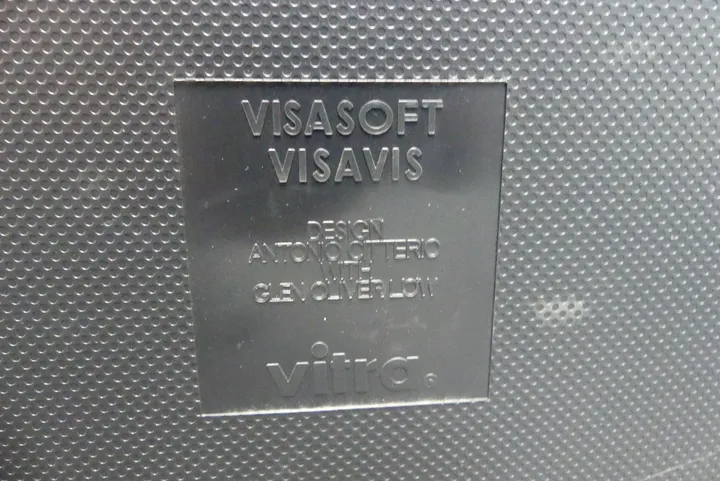 VISASOFT
VISAVIS
DESIGN
ANTONIO CITTERIO
WITH
GLEN OLIVER LÖW
vitra.®